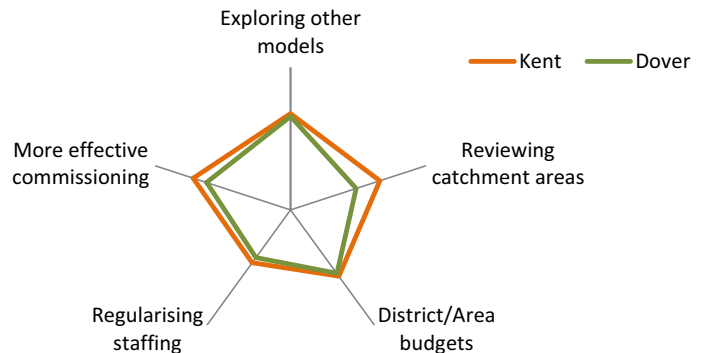 Exploring other
models
Kent
Dover
More effective
commissioning
Reviewing
catchment areas
Regularising
staffing
District/Area
budgets